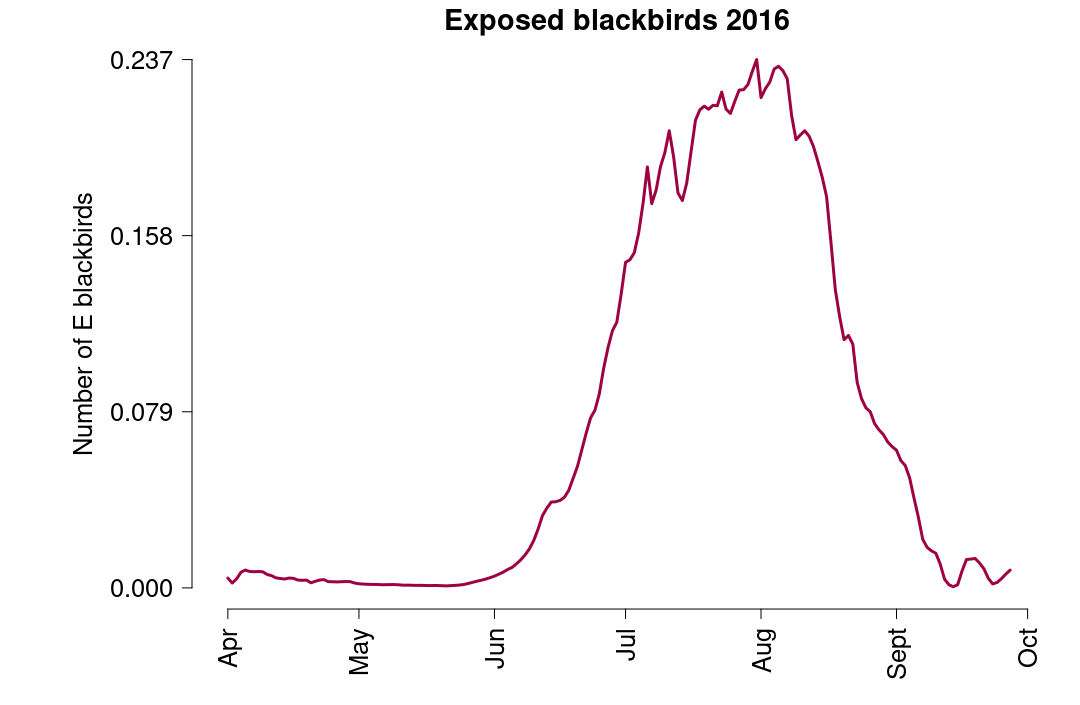 Exposed blackbirds 2016
Number of E blackbirds
0.237
0.158
0.079
0.000
Apr
May
Jun
Jul
Aug
Sept
Oct